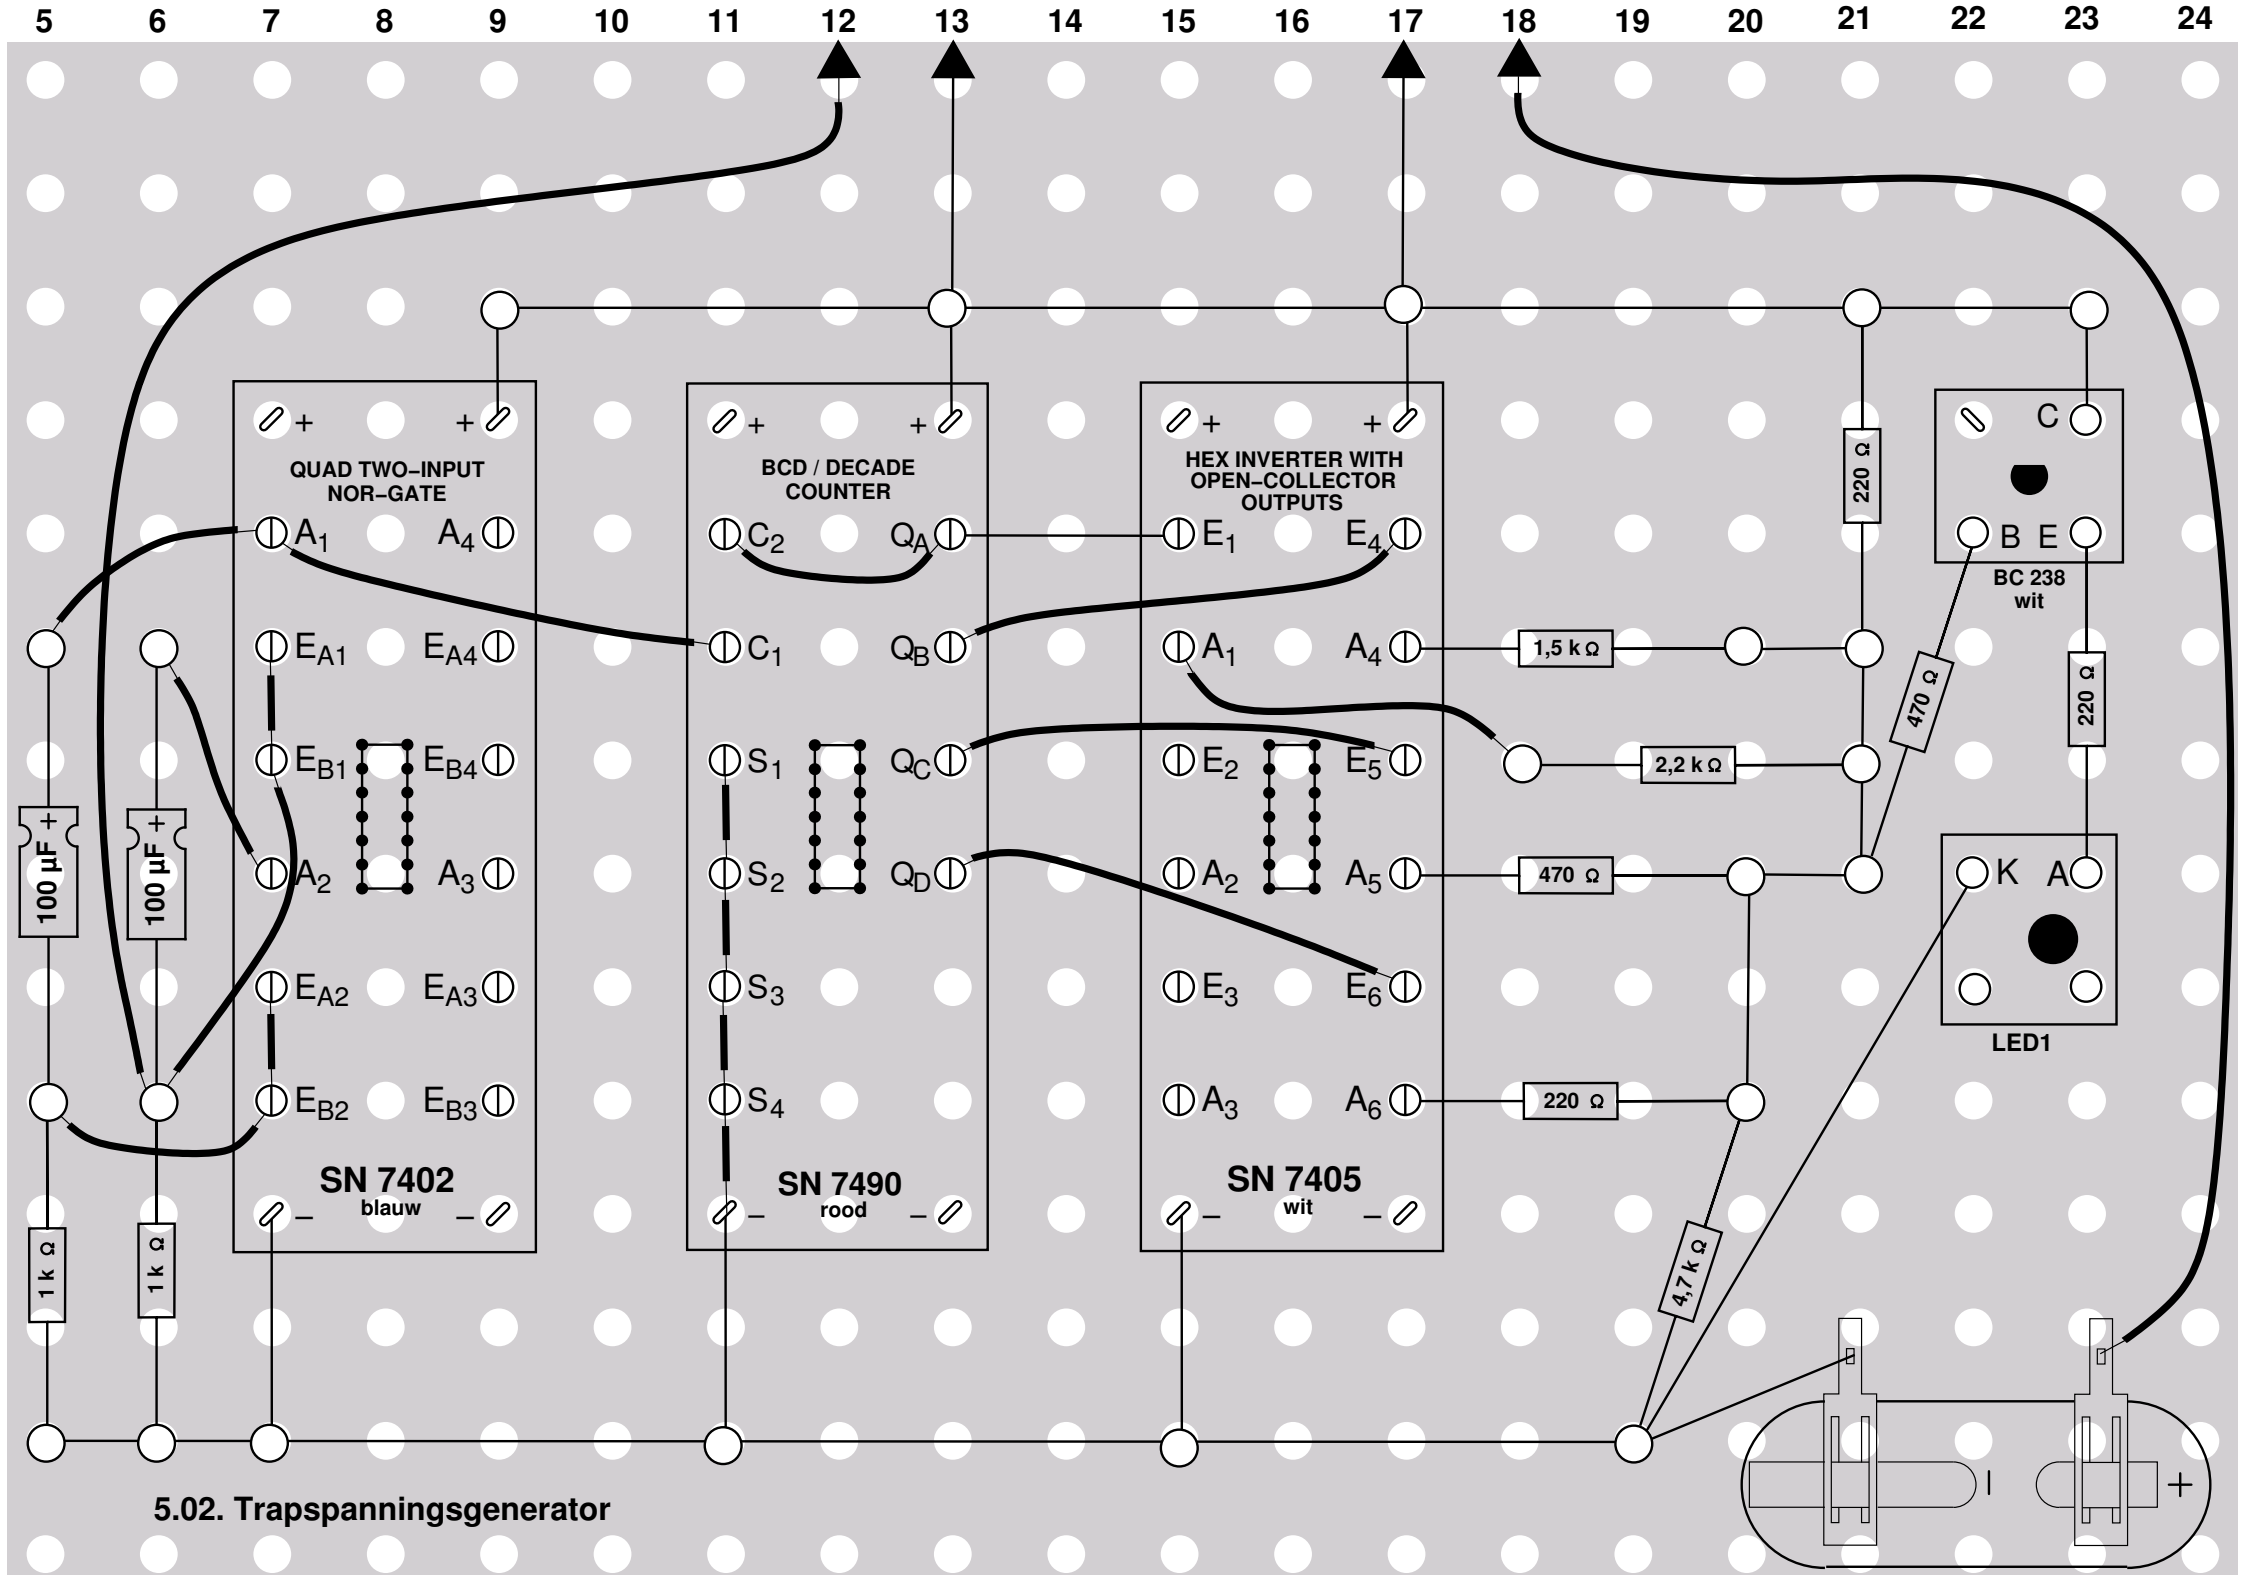 5 6 7 8 9 10 11 12 13 14 15 16 17 18 19 20 21 22 23 24
+ +
QUAD TWO–INPUT
NOR–GATE
A1 A4
EA1 EA4
EB1 EB4
A2 A3
EA2 EA3
EB2 EB3
SN 7402
blauw
– –
+ +
BCD / DECADE
COUNTER
C2 QA
C1 QB
S1 QC
S2 QD
S3
S4
SN 7490
rood
– –
+ +
HEX INVERTER WITH
OPEN–COLLECTOR
OUTPUTS
E1 E4
A1 A4
E2 E5
A2 A5
E3 E6
A3 A6
SN 7405
wit
– –
100 µF +
100 µF +
1 k Ω
1 k Ω
220 Ω
1,5 k Ω
2,2 k Ω
470 Ω
220 Ω
4,7 k Ω
470 Ω
C
B E
BC 238
wit
220 Ω
K A
LED1
– +
5.02. Trapspanningsgenerator